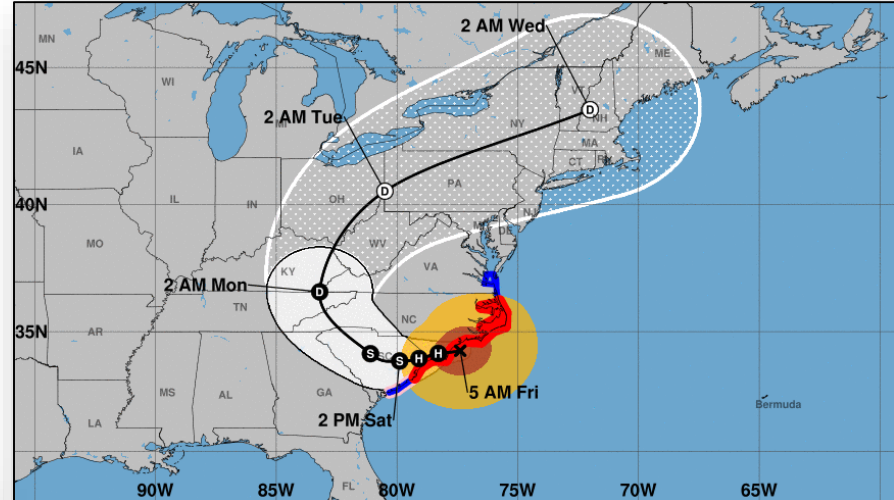 MN
2 AM Wed
45N
ME
WI
VT
2 AM Tue
NH
MI
NY
MA
IA
CT
RI
PA
40N
IL
IN
OH
D
D
NJ
MD
DE
MO
WV
KY
VA
2 AM Mon
D
TN
NC
35N
AR
S
S
H
H
SC
MS
AL
GA
5 AM Fri
2 PM Sat
Bermuda
LA
FL
90W
85W
80W
75W
70W
65W